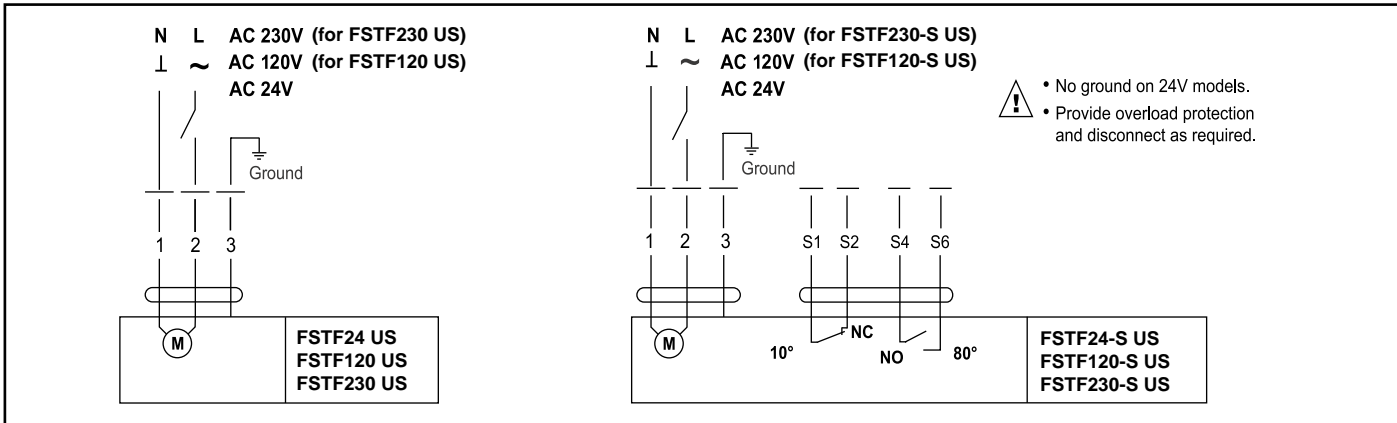 N L AC 230V (for FSTF230 US)
⊥ ~ AC 120V (for FSTF120 US)
AC 24V
Ground
1 2 3
M
FSTF24 US
FSTF120 US
FSTF230 US
N L AC 230V (for FSTF230-S US)
⊥ ~ AC 120V (for FSTF120-S US)
AC 24V
Ground
1 2 3 S1 S2 S4 S6
M
10° NC
NO 80°
FSTF24-S US
FSTF120-S US
FSTF230-S US
!
• No ground on 24V models.
• Provide overload protection
and disconnect as required.